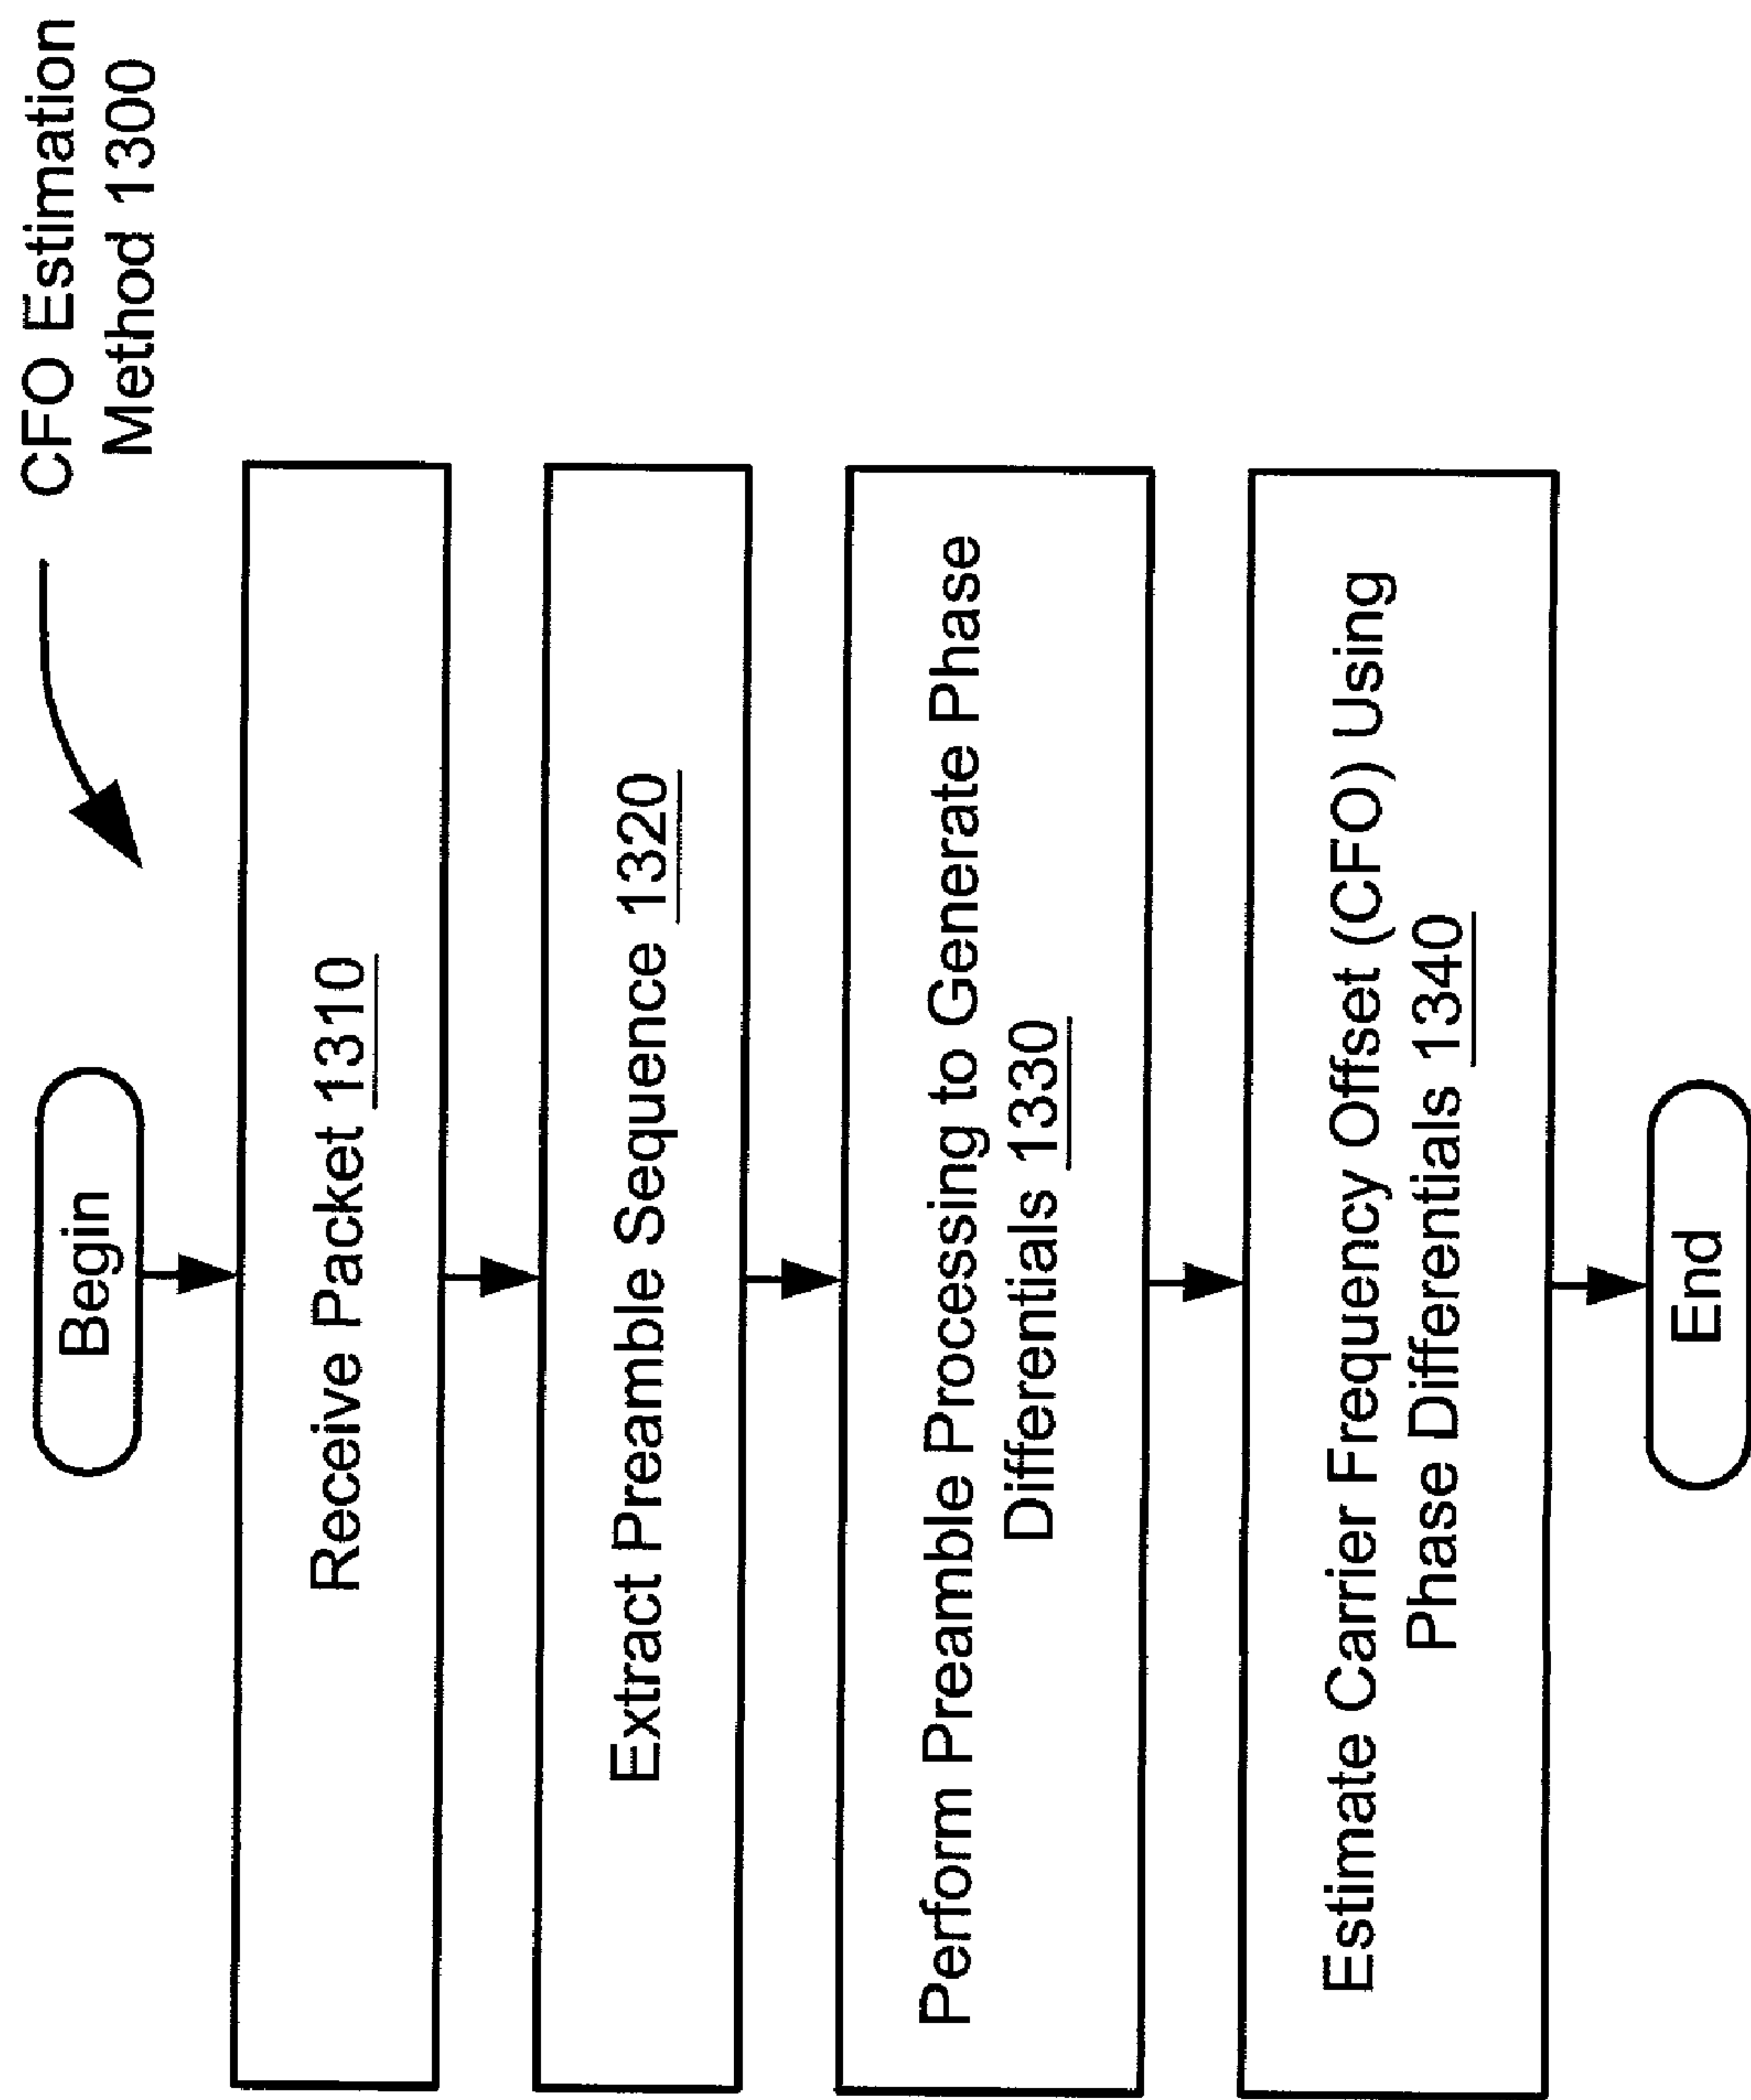 CFO Estimation
Method 1300
Begin
Receive Packet 1310
Extract Preamble Sequence 1320
Perform Preamble Processing to Generate Phase
Differentials 1330
Estimate Carrier Frequency Offset (CFO) Using
Phase Differentials 1340
End